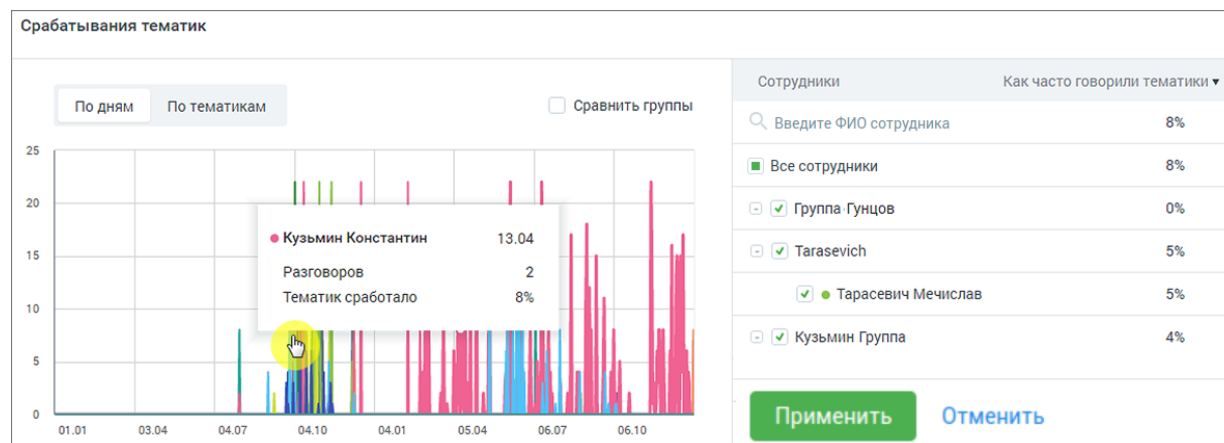 Срабатывания тематик
По дням По тематикам
Сравнить группы
25
20
15
10
5
0
01.01 03.04 04.07 04.10 04.01 05.04 06.07 06.10
Кузьмин Константин 13.04
Разговоров 2
Тематик сработало 8%
Сотрудники Как часто говорили тематики
Введите ФИО сотрудника 8%
Все сотрудники 8%
Группа Гунцов 0%
Tarasevich 5%
Тарасевич Мечислав 5%
Кузьмин Группа 4%
Применить Отменить